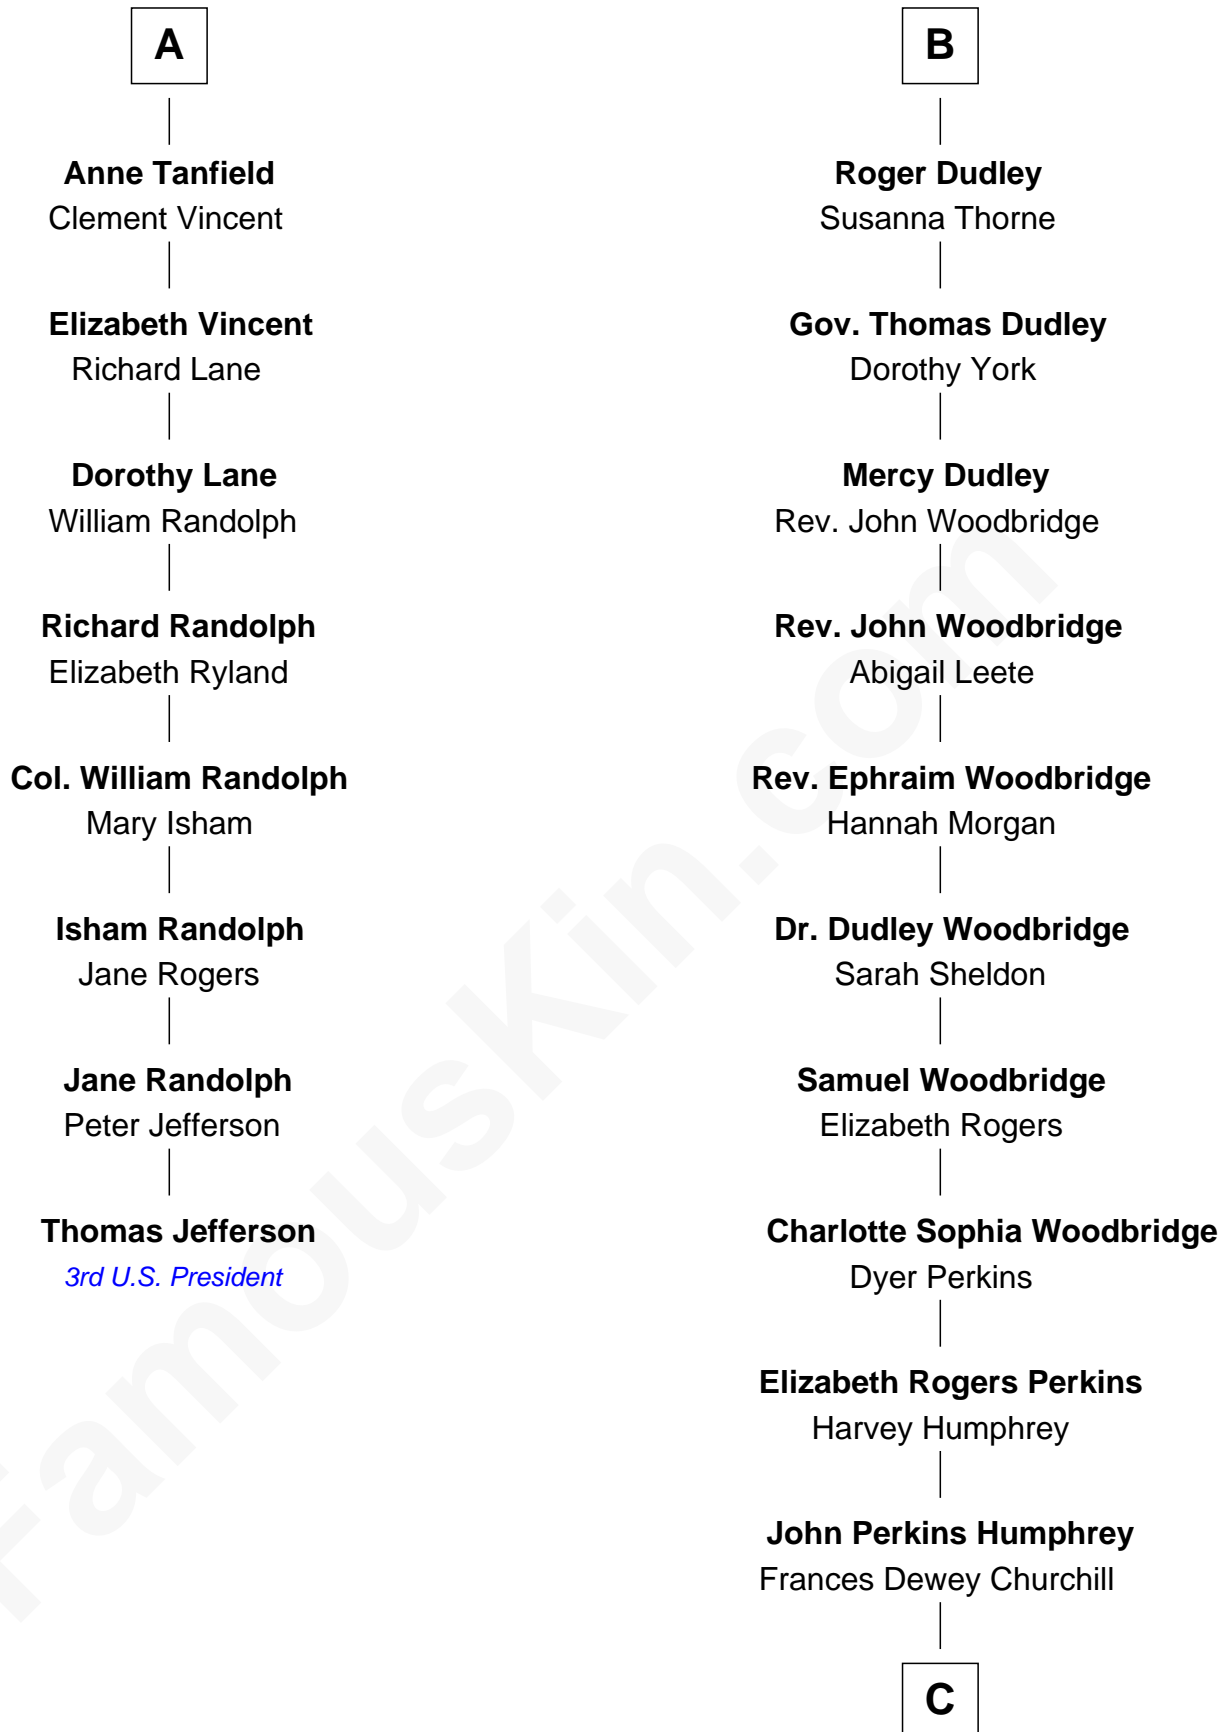 A
Anne Tanfield
Clement Vincent
Elizabeth Vincent
Richard Lane
Dorothy Lane
William Randolph
Richard Randolph
Elizabeth Ryland
Col. William Randolph
Mary Isham
Isham Randolph
Jane Rogers
Jane Randolph
Peter Jefferson
Thomas Jefferson
3rd U.S. President
B
Roger Dudley
Susanna Thorne
Gov. Thomas Dudley
Dorothy York
Mercy Dudley
Rev. John Woodbridge
Rev. John Woodbridge
Abigail Leete
Rev. Ephraim Woodbridge
Hannah Morgan
Dr. Dudley Woodbridge
Sarah Sheldon
Samuel Woodbridge
Elizabeth Rogers
Charlotte Sophia Woodbridge
Dyer Perkins
Elizabeth Rogers Perkins
Harvey Humphrey
John Perkins Humphrey
Frances Dewey Churchill
C
FamousKin.com